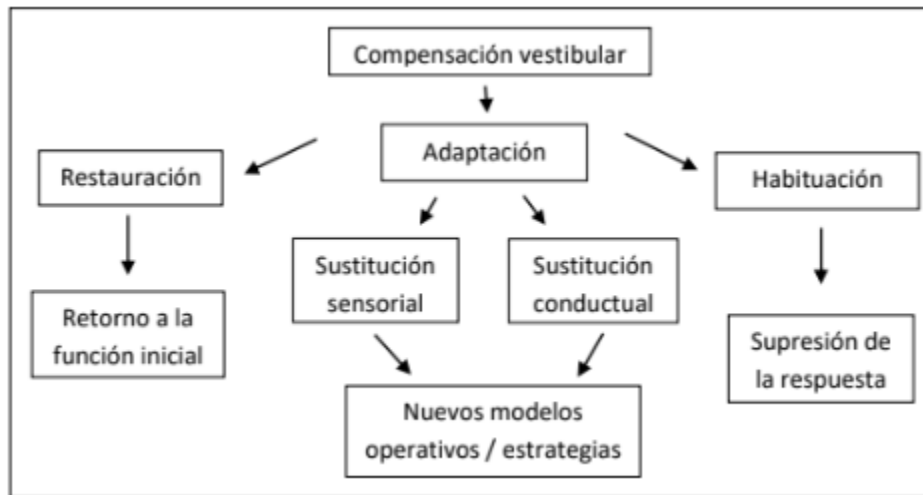 Compensación vestibular
Adaptación
Restauración
Habituación
Sustitución
sensorial
Sustitución
conductual
Retorno a la
función inicial
Supresión de
la respuesta
Nuevos modelos
operativos / estrategias